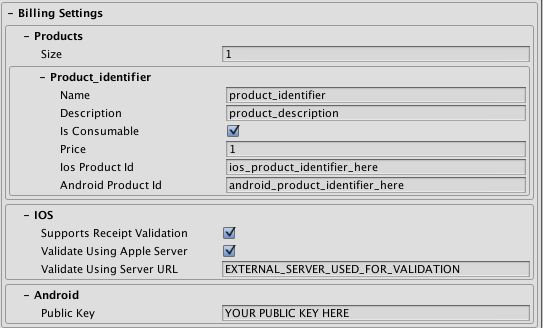 − Billing Settings
− Products
Size 1
− Product_identifier
Name product_identifier
Description product_description
Is Consumable
Price 1
Ios Product Id ios_product_identifier_here
Android Product Id android_product_identifier_here
− IOS
Supports Receipt Validation
Validate Using Apple Server
Validate Using Server URL EXTERNAL_SERVER_USED_FOR_VALIDATION
− Android
Public Key YOUR PUBLIC KEY HERE